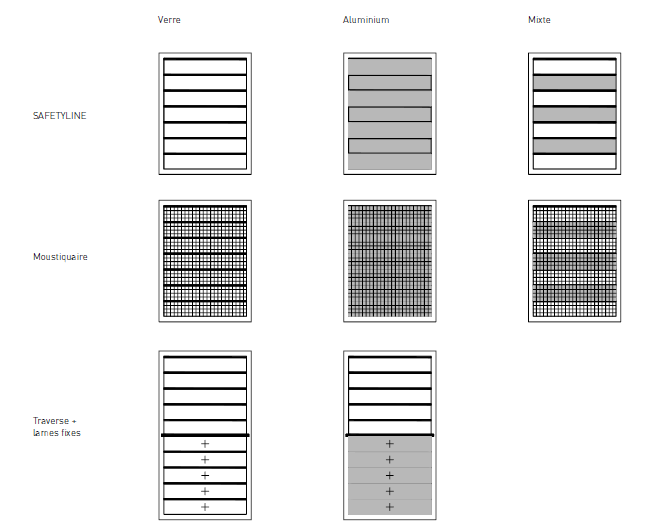 Verre
Aluminium
Mixte
SAFETYLINE
Moustiquaire
Traverse +
lames fixes
+
+
+
+
+
+
+
+
+
+